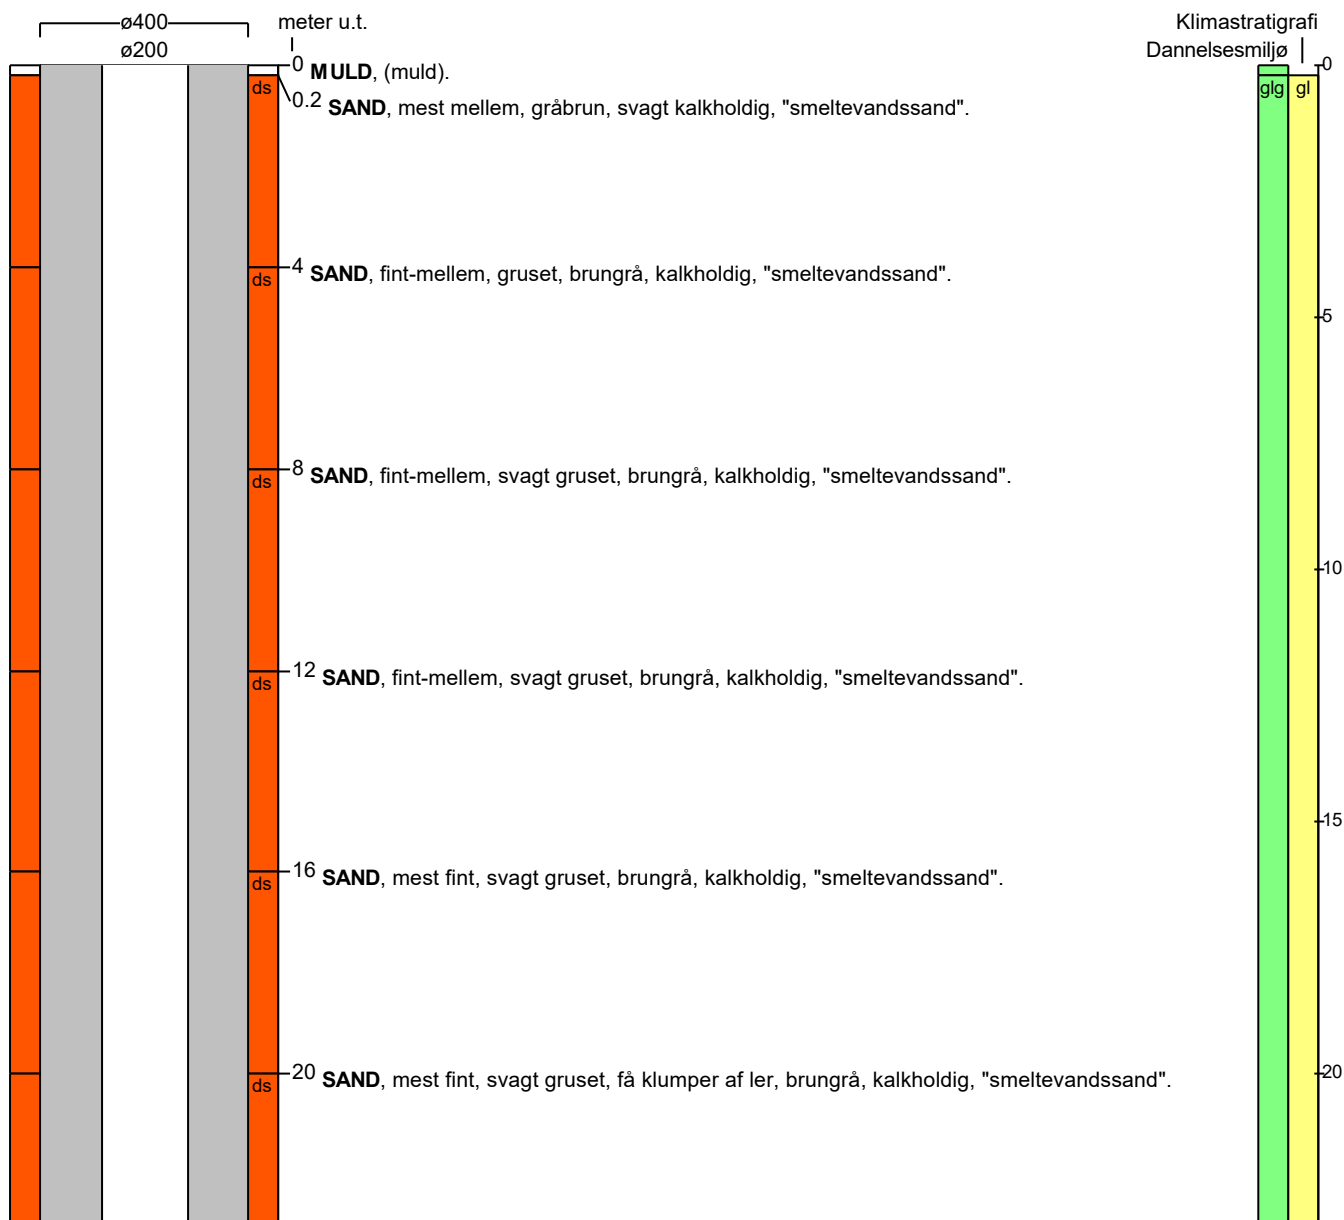 ø400 meter u.t. Klimastratigrafi
ø200 Dannelsesmiljø
0 MULD, (muld). 0
ds 0.2 SAND, mest mellem, gråbrun, svagt kalkholdig, "smeltevandssand". glg gl
4 SAND, fint-mellem, gruset, brungrå, kalkholdig, "smeltevandssand".
ds
5
8 SAND, fint-mellem, svagt gruset, brungrå, kalkholdig, "smeltevandssand".
ds
10
12 SAND, fint-mellem, svagt gruset, brungrå, kalkholdig, "smeltevandssand".
ds
15
16 SAND, mest fint, svagt gruset, brungrå, kalkholdig, "smeltevandssand".
ds
20 SAND, mest fint, svagt gruset, få klumper af ler, brungrå, kalkholdig, "smeltevandssand". 20
ds